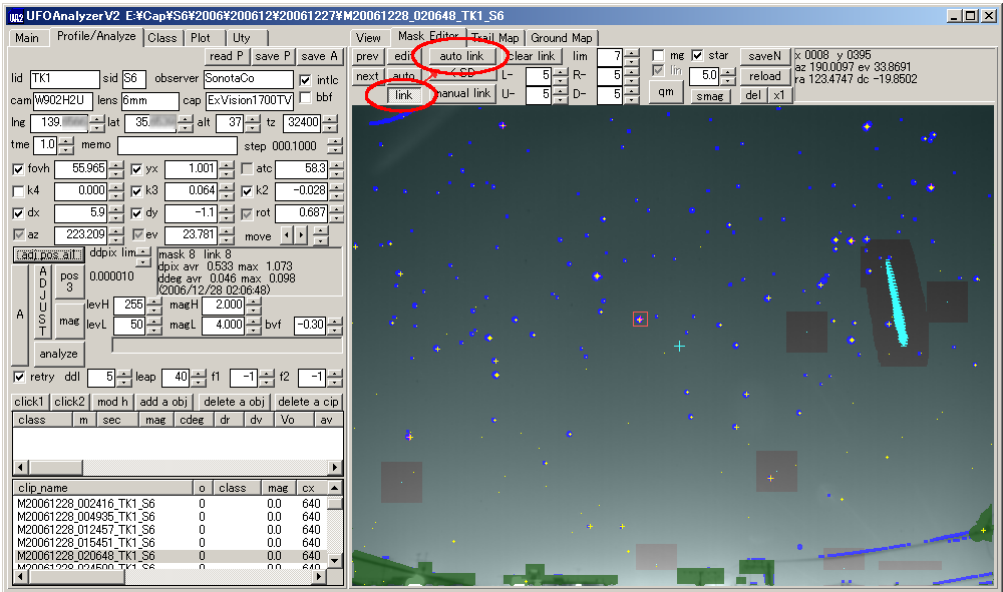 UFOAnalyzerV2 E:¥Cap¥S6¥2006¥200612¥20061227¥M20061228_020648_TK1_S6
Main Profile/Analyze Class Plot Uty
read P save P save A
lid TK1 sid S6 observer SonotaCo intlc
cam W902H2U lens 6mm cap ExVision1700TV bbf
lng 139. lat 35. alt 37 tz 32400
tme 1.0 memo step 000.1000
fovh 55.965 yx 1.001 atc 58.3
k4 0.000 k3 0.064 k2 -0.028
dx 5.9 dy -1.1 rot 0.687
az 223.209 ev 23.781 move
adj pos all ddpix lim mask 8 link 8
dpix avr 0.533 max 1.073
ddeg avr 0.046 max 0.098
(2006/12/28 02:06:48)
A ADJUST pos 3 0.000010
levH 255 magH 2.000
mag levL 50 magL 4.000 bvf -0.30
analyze
retry ddl 5 leap 40 f1 -1 f2 -1
click1 click2 mod h add a obj delete a obj delete a cip
class m sec mag cdeg dr dv Vo av
clip_name o class mag cx
M20061228_002416_TK1_S6 0 0.0 640
M20061228_004935_TK1_S6 0 0.0 640
M20061228_012457_TK1_S6 0 0.0 640
M20061228_015451_TK1_S6 0 0.0 640
M20061228_020648_TK1_S6 0 0.0 640
View Mask Editor Trail Map Ground Map
prev edit auto link clear link lim 7 mg star saveN
next auto L- 5 R- 5 lin 5.0 reload
link manual link U- 5 D- 5 qm smag del x1
x 0008 y 0395
az 190.0097 ev 33.8691
ra 123.4747 dc -19.8502